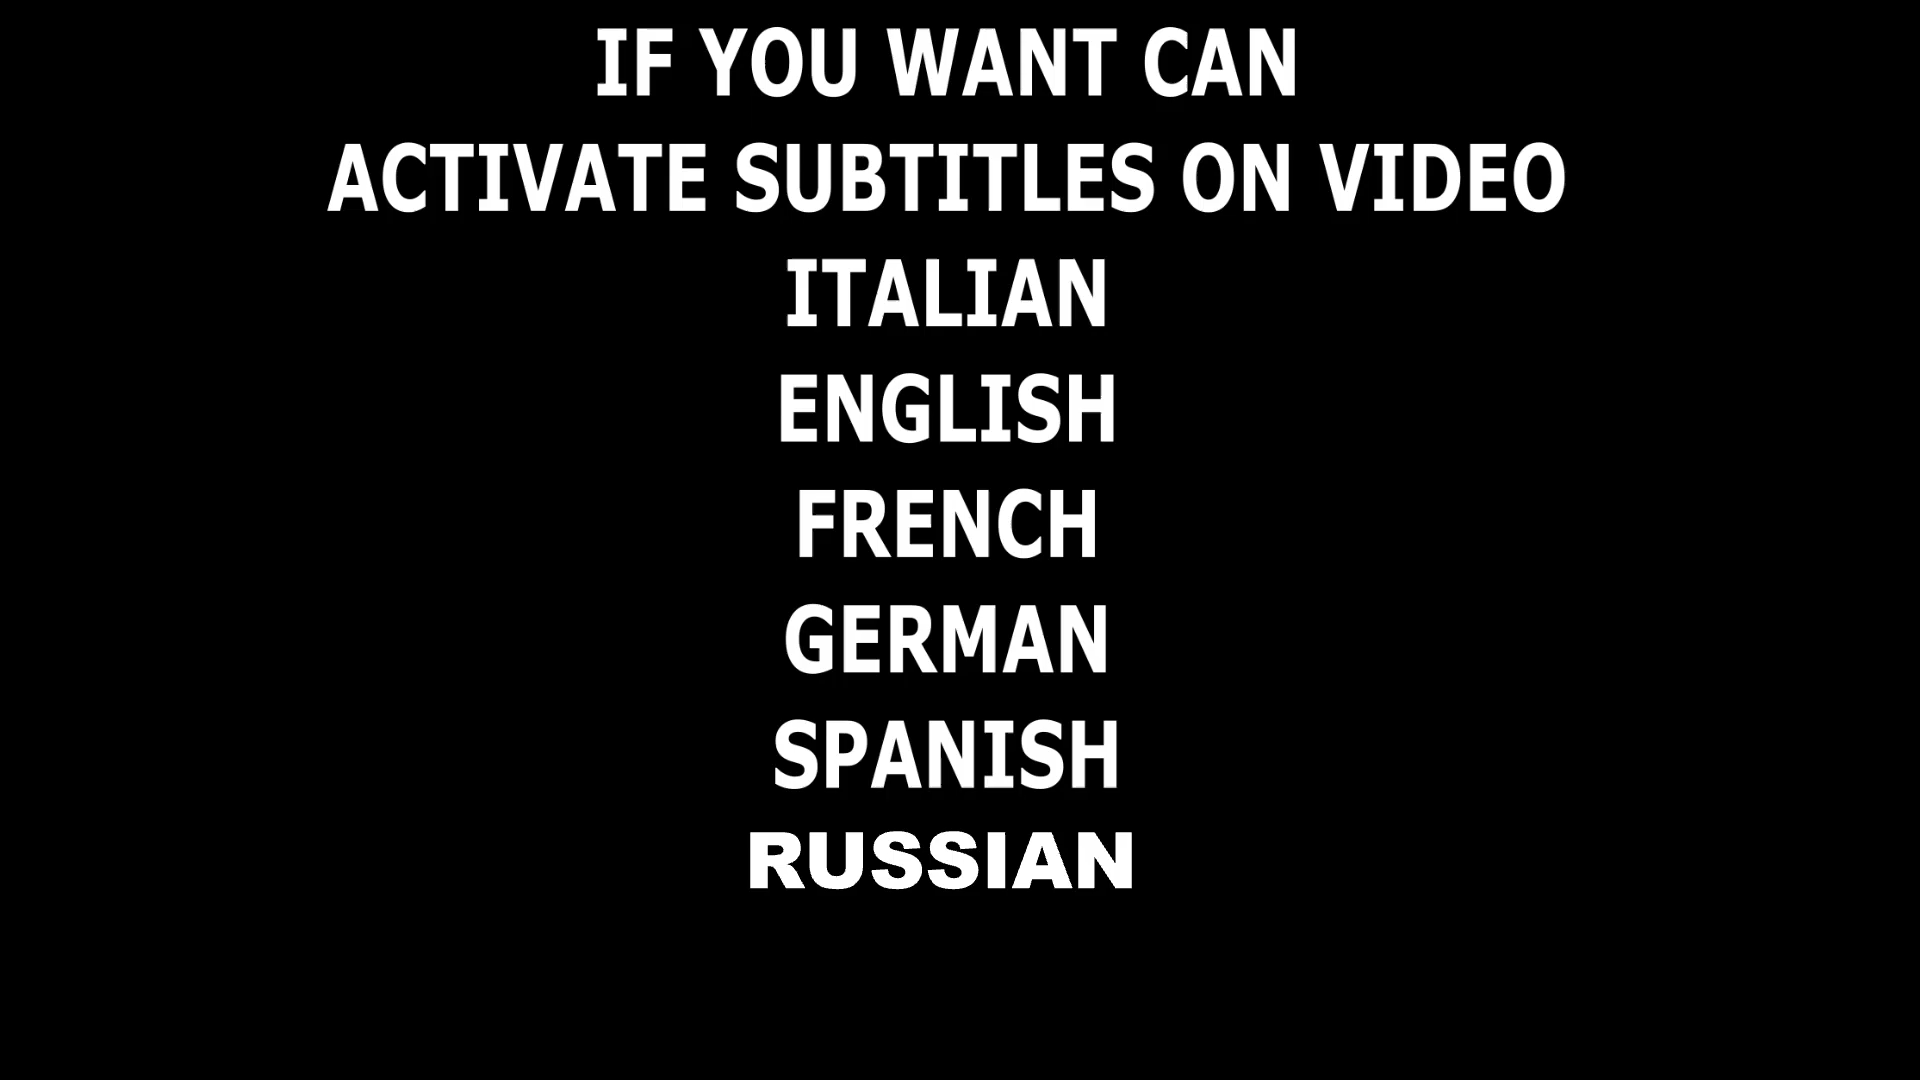 IF YOU WANT CAN
ACTIVATE SUBTITLES ON VIDEO
ITALIAN
ENGLISH
FRENCH
GERMAN
SPANISH
RUSSIAN